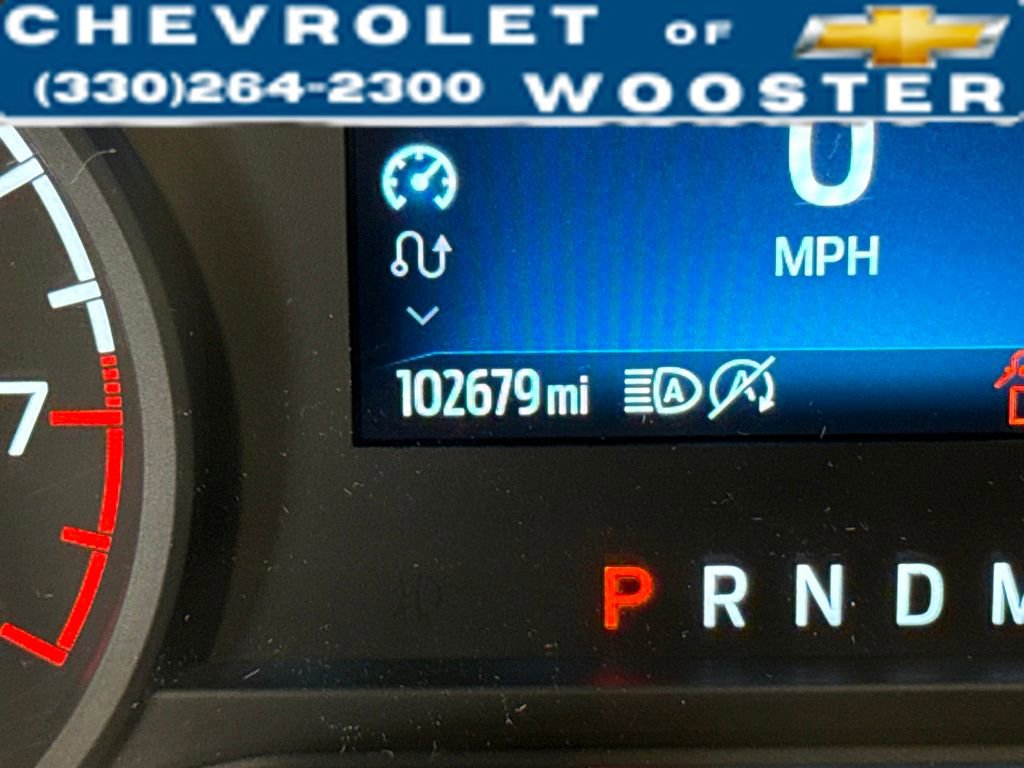 CHEVROLET OF
(330)264-2300 WOOSTER
0
MPH
102679 mi
A A
7
P R N D M